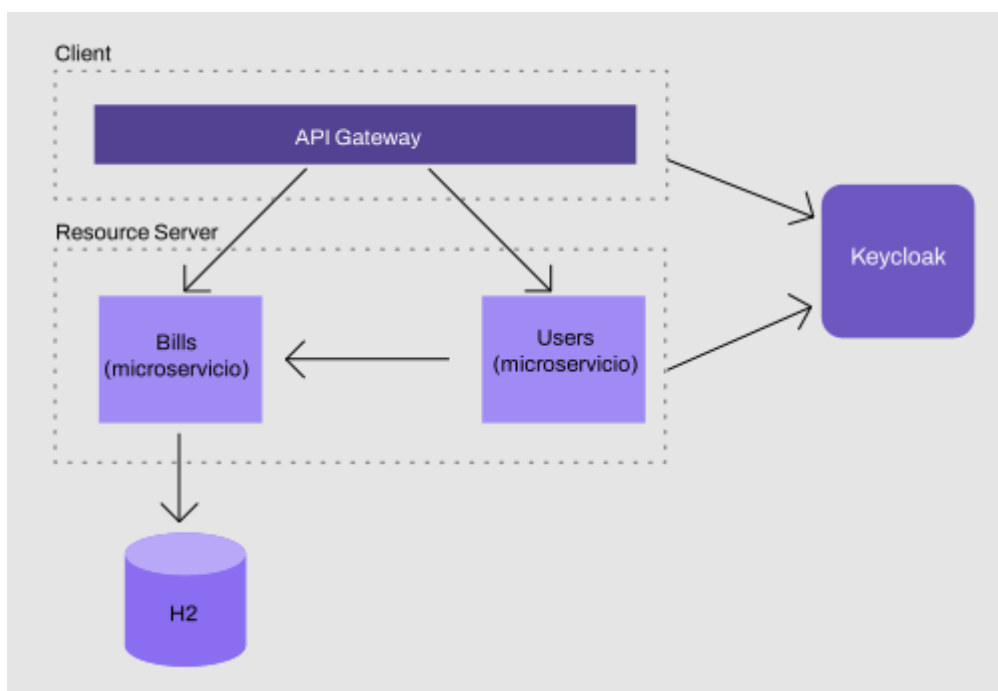 Client
API Gateway
Resource Server
Keycloak
Bills
(microservicio)
Users
(microservicio)
H2